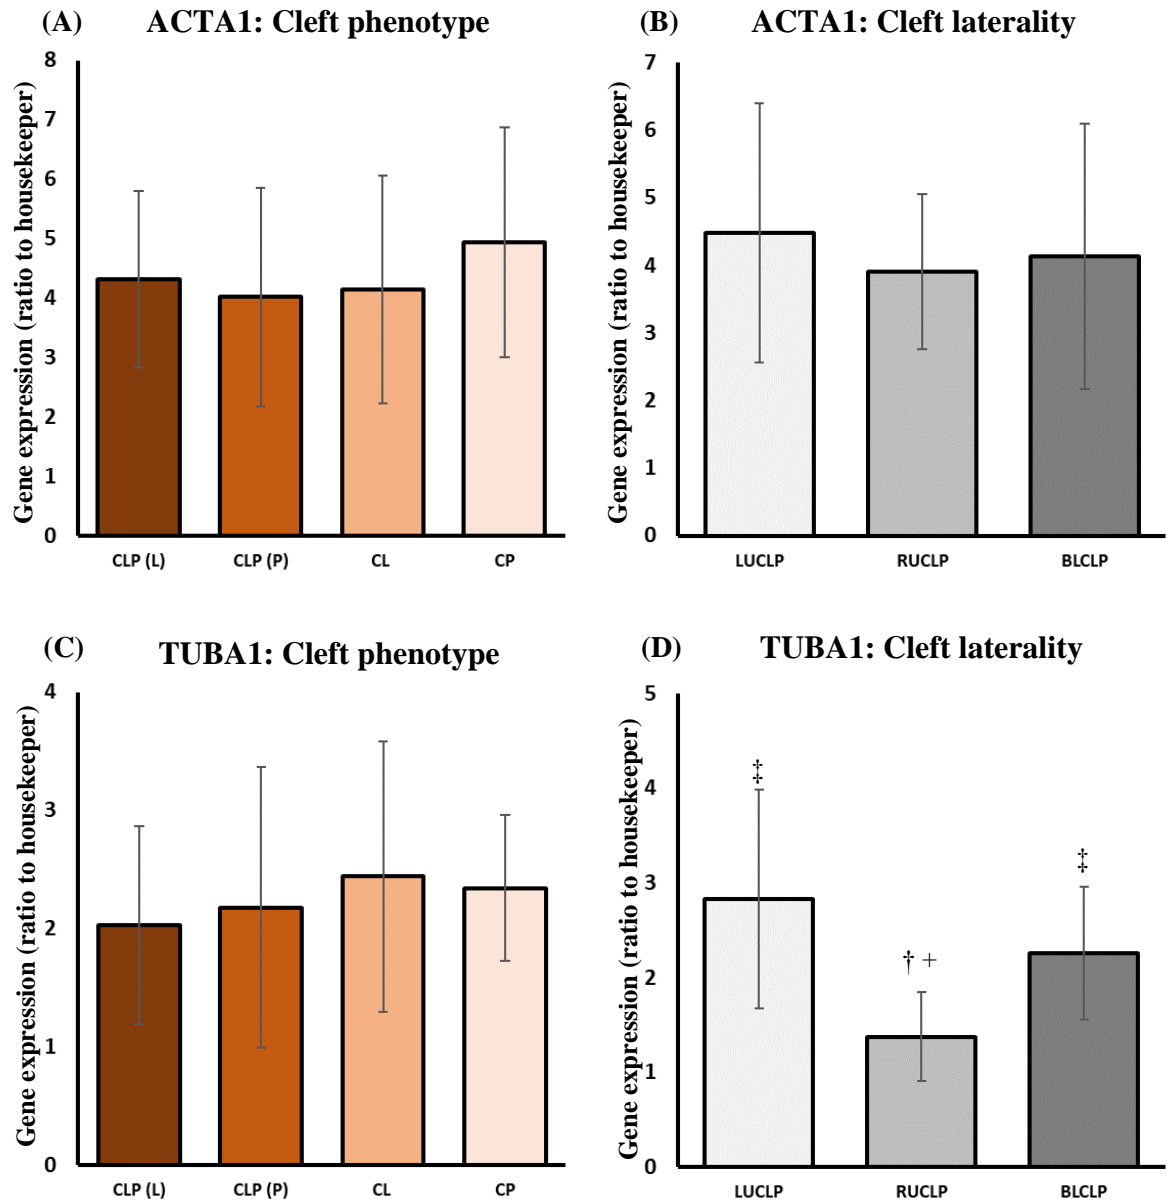 (A) ACTA1: Cleft phenotype
Gene expression (ratio to housekeeper)
8
7
6
5
4
3
2
1
0
CLP (L) CLP (P) CL CP
(B) ACTA1: Cleft laterality
Gene expression (ratio to housekeeper)
7
6
5
4
3
2
1
0
LUCLP RUCLP BLCLP
(C) TUBA1: Cleft phenotype
Gene expression (ratio to housekeeper)
4
3
2
1
0
CLP (L) CLP (P) CL CP
(D) TUBA1: Cleft laterality
Gene expression (ratio to housekeeper)
5
4
3
2
1
0
‡
† +
‡
LUCLP RUCLP BLCLP